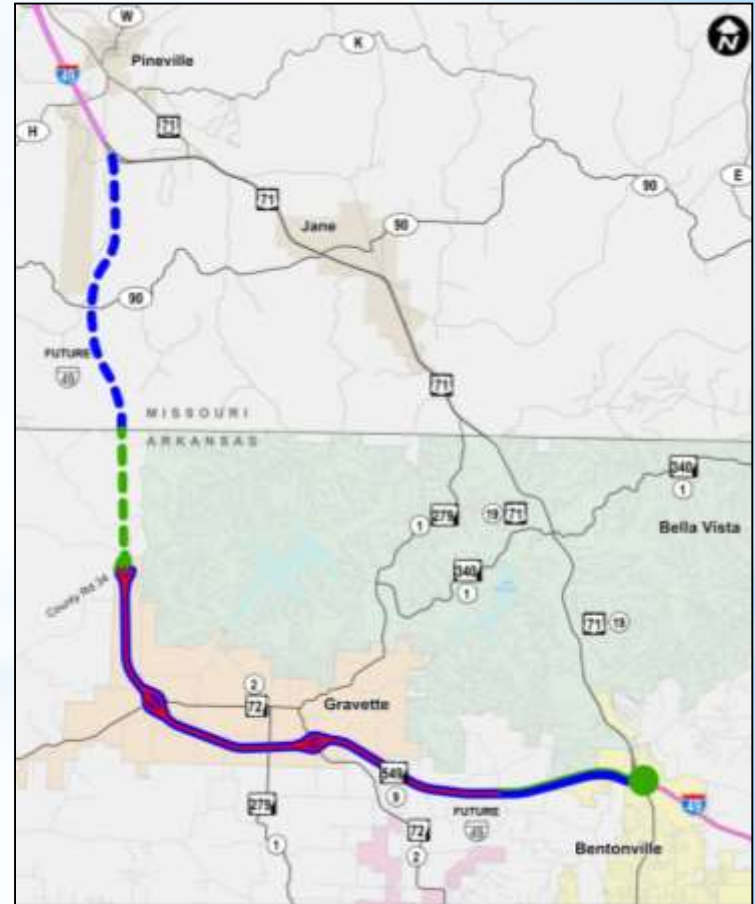 W
N
K
Pineville
49
71
H
E
71
90
Jane
90
90
FUTURE
49
71
MISSOURI
ARKANSAS
340
1
279
1
19
71
Bella Vista
340
1
County Rd 34
71
19
2
72
Gravette
549
9
279
1
FUTURE
49
72
2
49
Bentonville